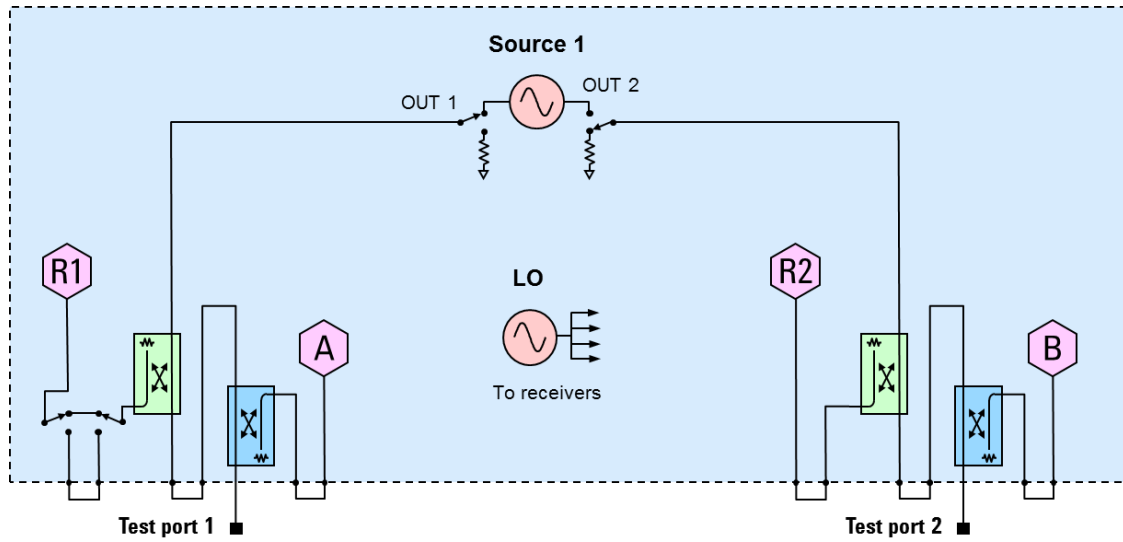 Source 1
OUT 1
OUT 2
R1
R2
LO
A
B
To receivers
Test port 1
Test port 2